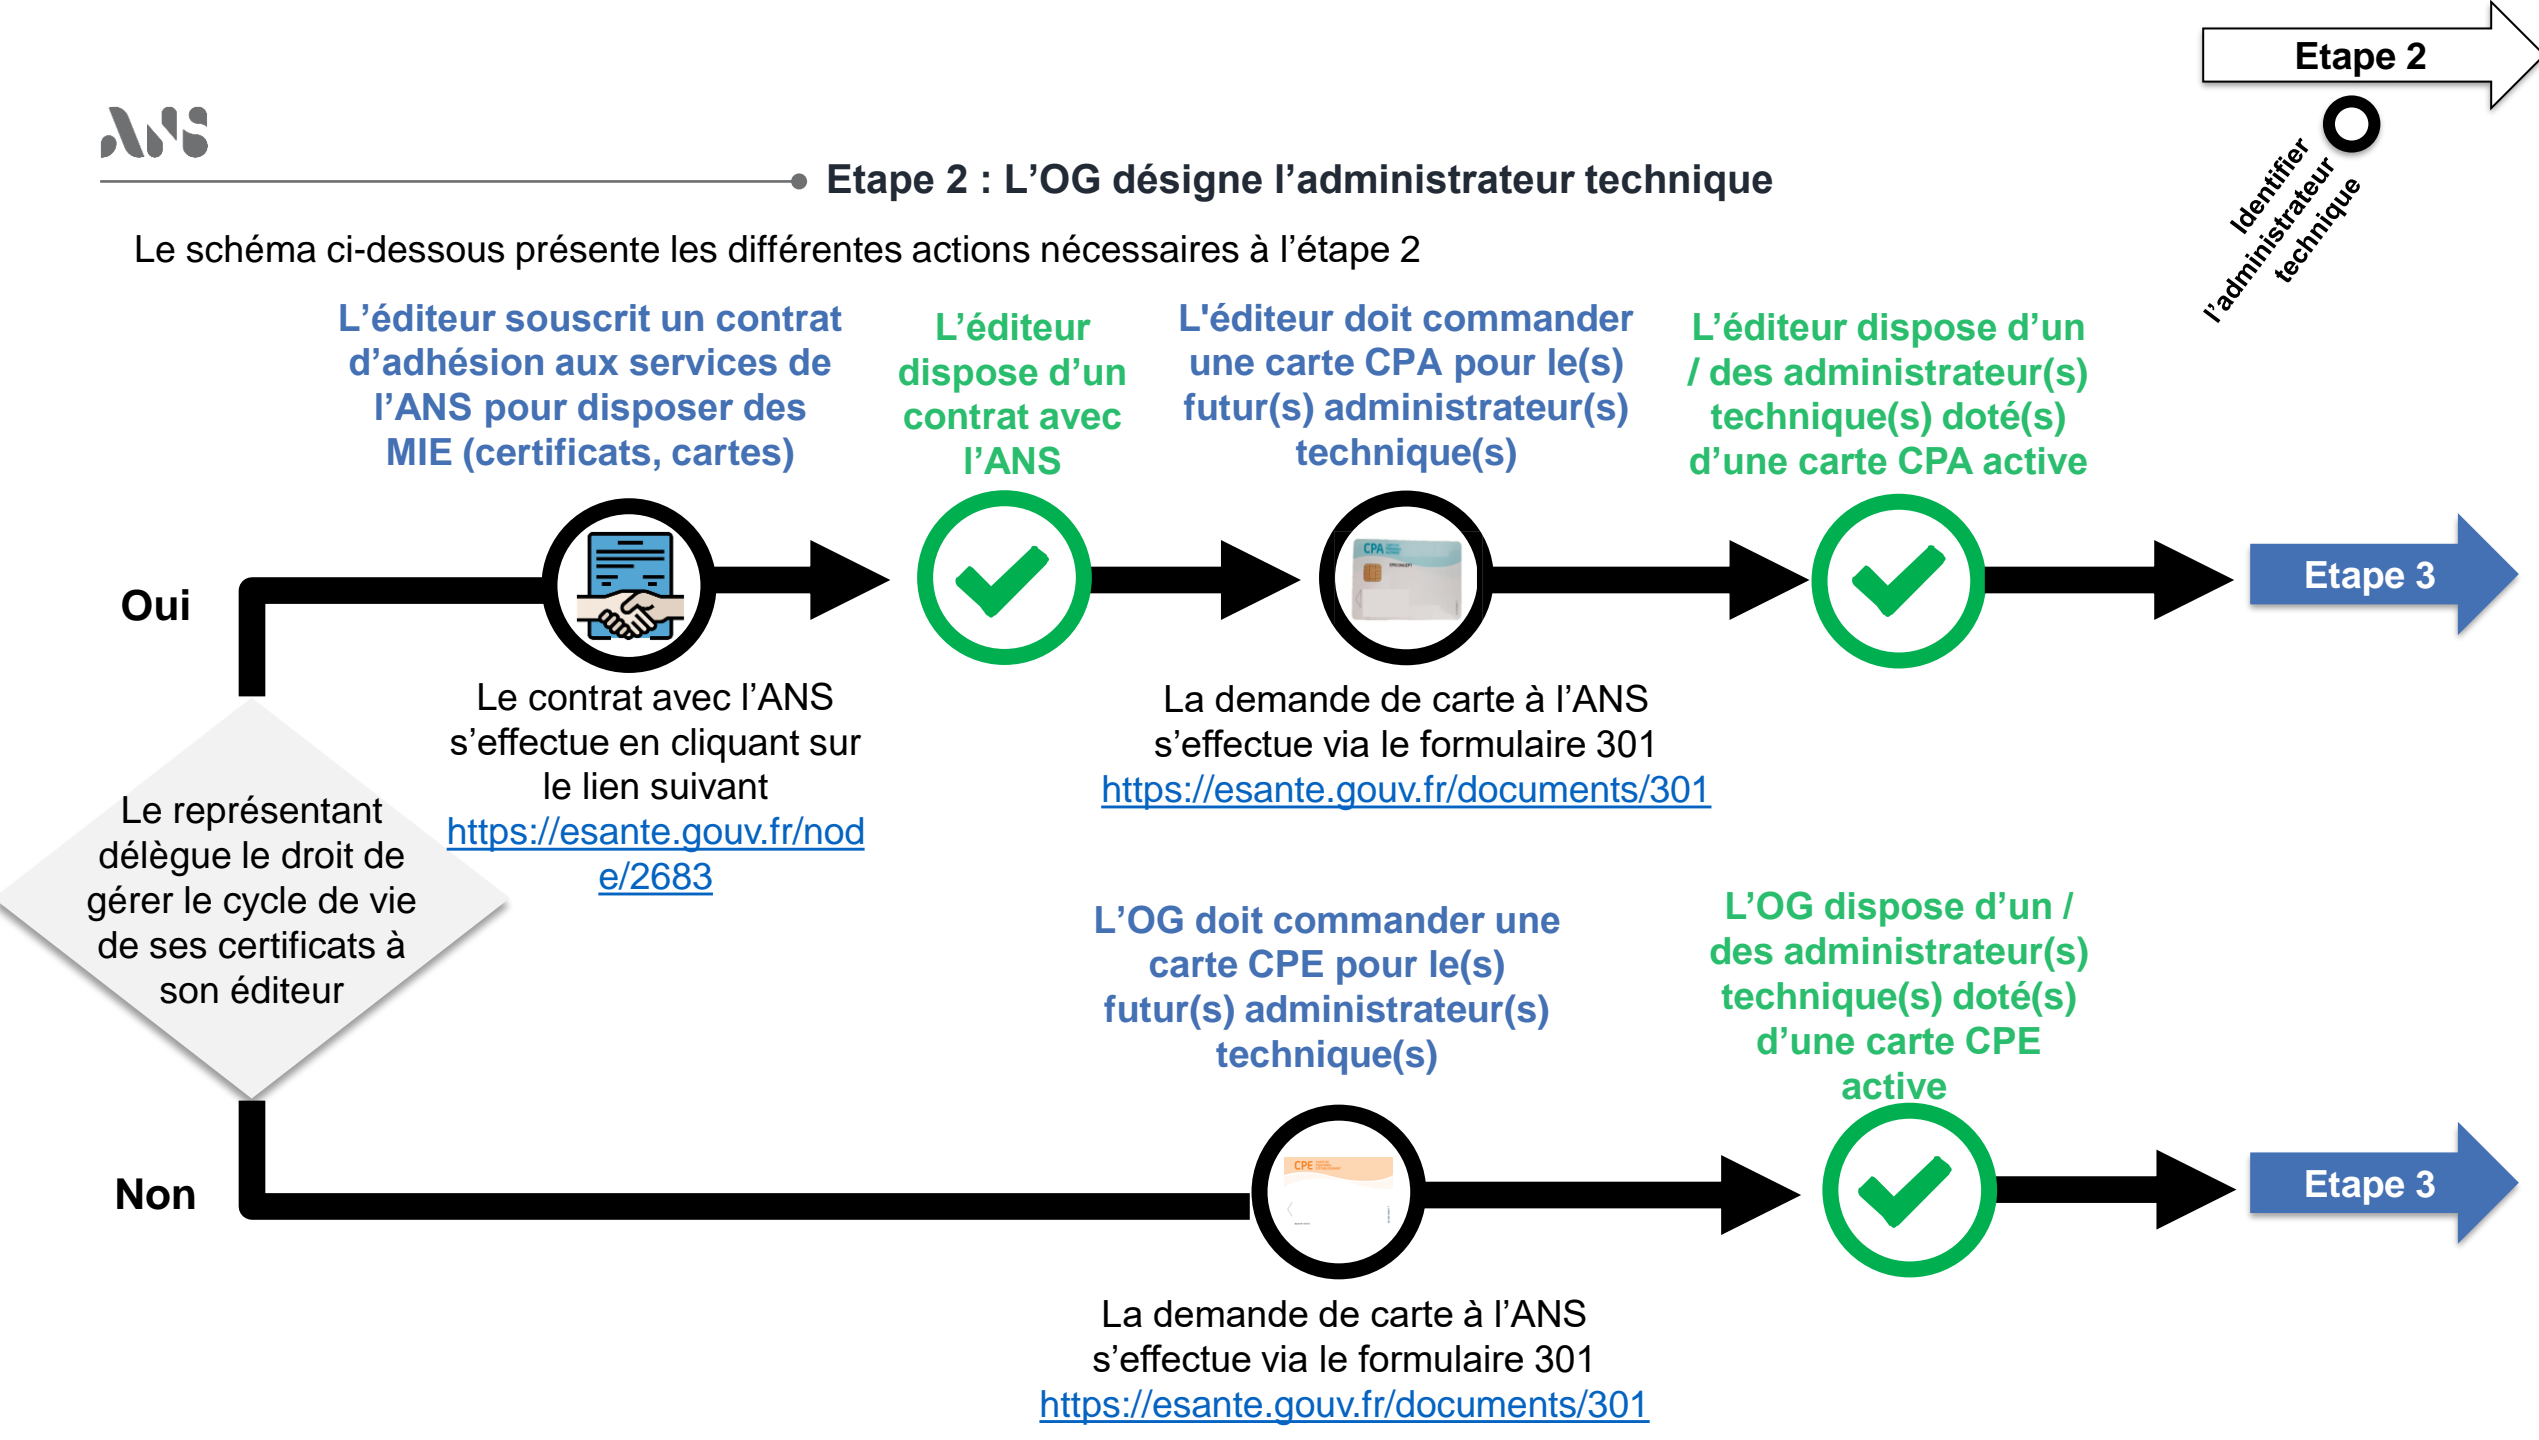 Etape 2
Identifier
l'administrateur
technique
ANS
Etape 2 : L'OG désigne l'administrateur technique
Le schéma ci-dessous présente les différentes actions nécessaires à l'étape 2
L'éditeur souscrit un contrat
d'adhésion aux services de
l'ANS pour disposer des
MIE (certificats, cartes)
L'éditeur
dispose d'un
contrat avec
l'ANS
L'éditeur doit commander
une carte CPA pour le(s)
futur(s) administrateur(s)
technique(s)
L'éditeur dispose d'un
/ des administrateur(s)
technique(s) doté(s)
d'une carte CPA active
Oui
CPA
Etape 3
Le contrat avec l'ANS
s'effectue en cliquant sur
le lien suivant
https://esante.gouv.fr/nod
e/2683
La demande de carte à l'ANS
s'effectue via le formulaire 301
https://esante.gouv.fr/documents/301
Le représentant
délègue le droit de
gérer le cycle de vie
de ses certificats à
son éditeur
L'OG doit commander une
carte CPE pour le(s)
futur(s) administrateur(s)
technique(s)
L'OG dispose d'un /
des administrateur(s)
technique(s) doté(s)
d'une carte CPE
active
Non
CPE
Etape 3
La demande de carte à l'ANS
s'effectue via le formulaire 301
https://esante.gouv.fr/documents/301